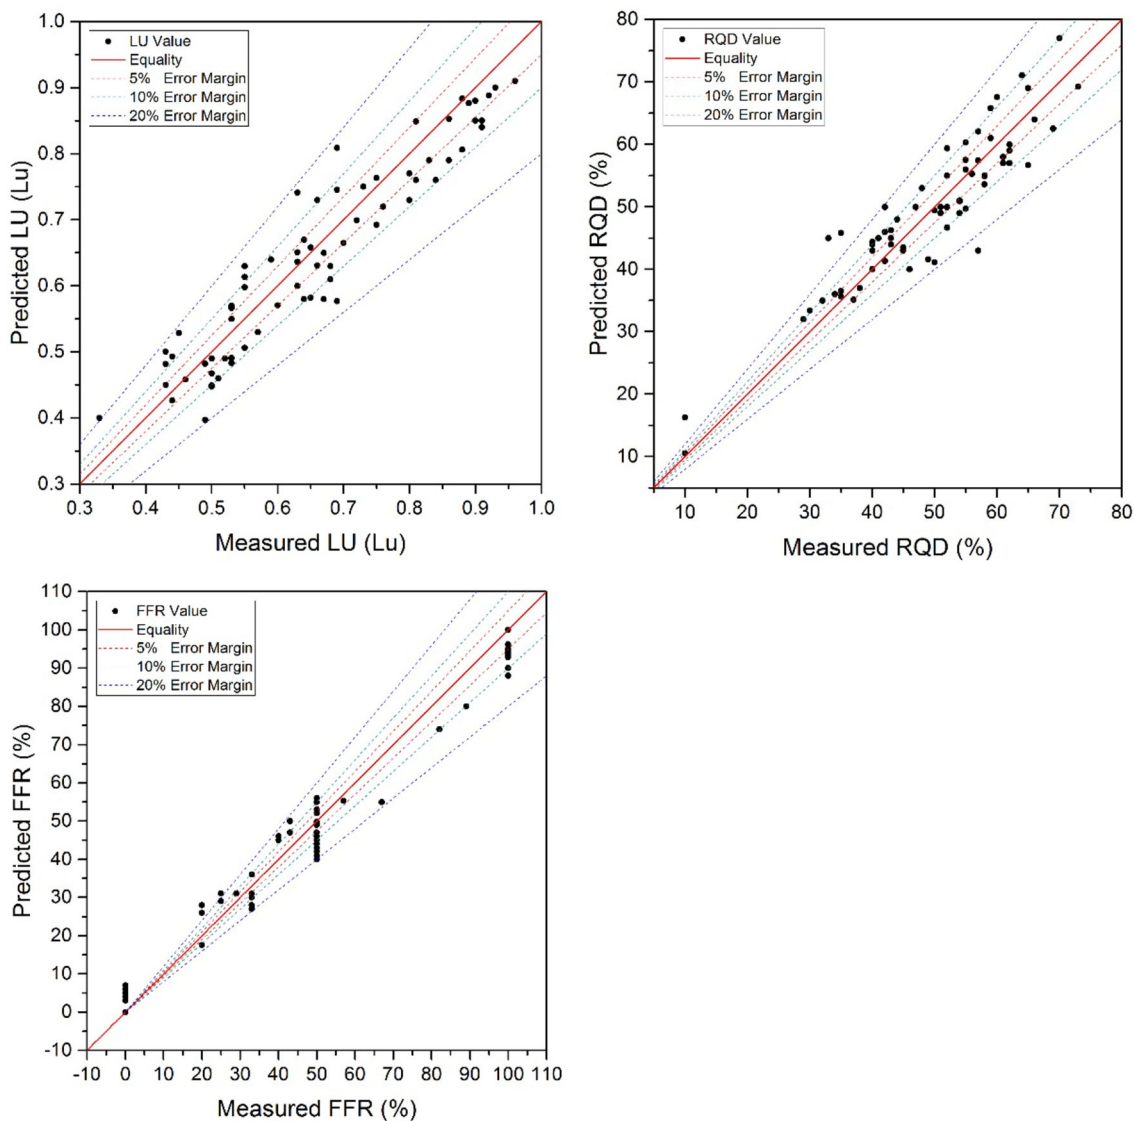 1.0
0.9
0.8
0.7
0.6
0.5
0.4
0.3
Predicted LU (Lu)
LU Value
Equality
5% Error Margin
10% Error Margin
20% Error Margin
0.3 0.4 0.5 0.6 0.7 0.8 0.9 1.0
Measured LU (Lu)
80
70
60
50
40
30
20
10
Predicted RQD (%)
RQD Value
Equality
5% Error Margin
10% Error Margin
20% Error Margin
10 20 30 40 50 60 70 80
Measured RQD (%)
110
100
90
80
70
60
50
40
30
20
10
0
-10
Predicted FFR (%)
FFR Value
Equality
5% Error Margin
10% Error Margin
20% Error Margin
-10 0 10 20 30 40 50 60 70 80 90 100 110
Measured FFR (%)